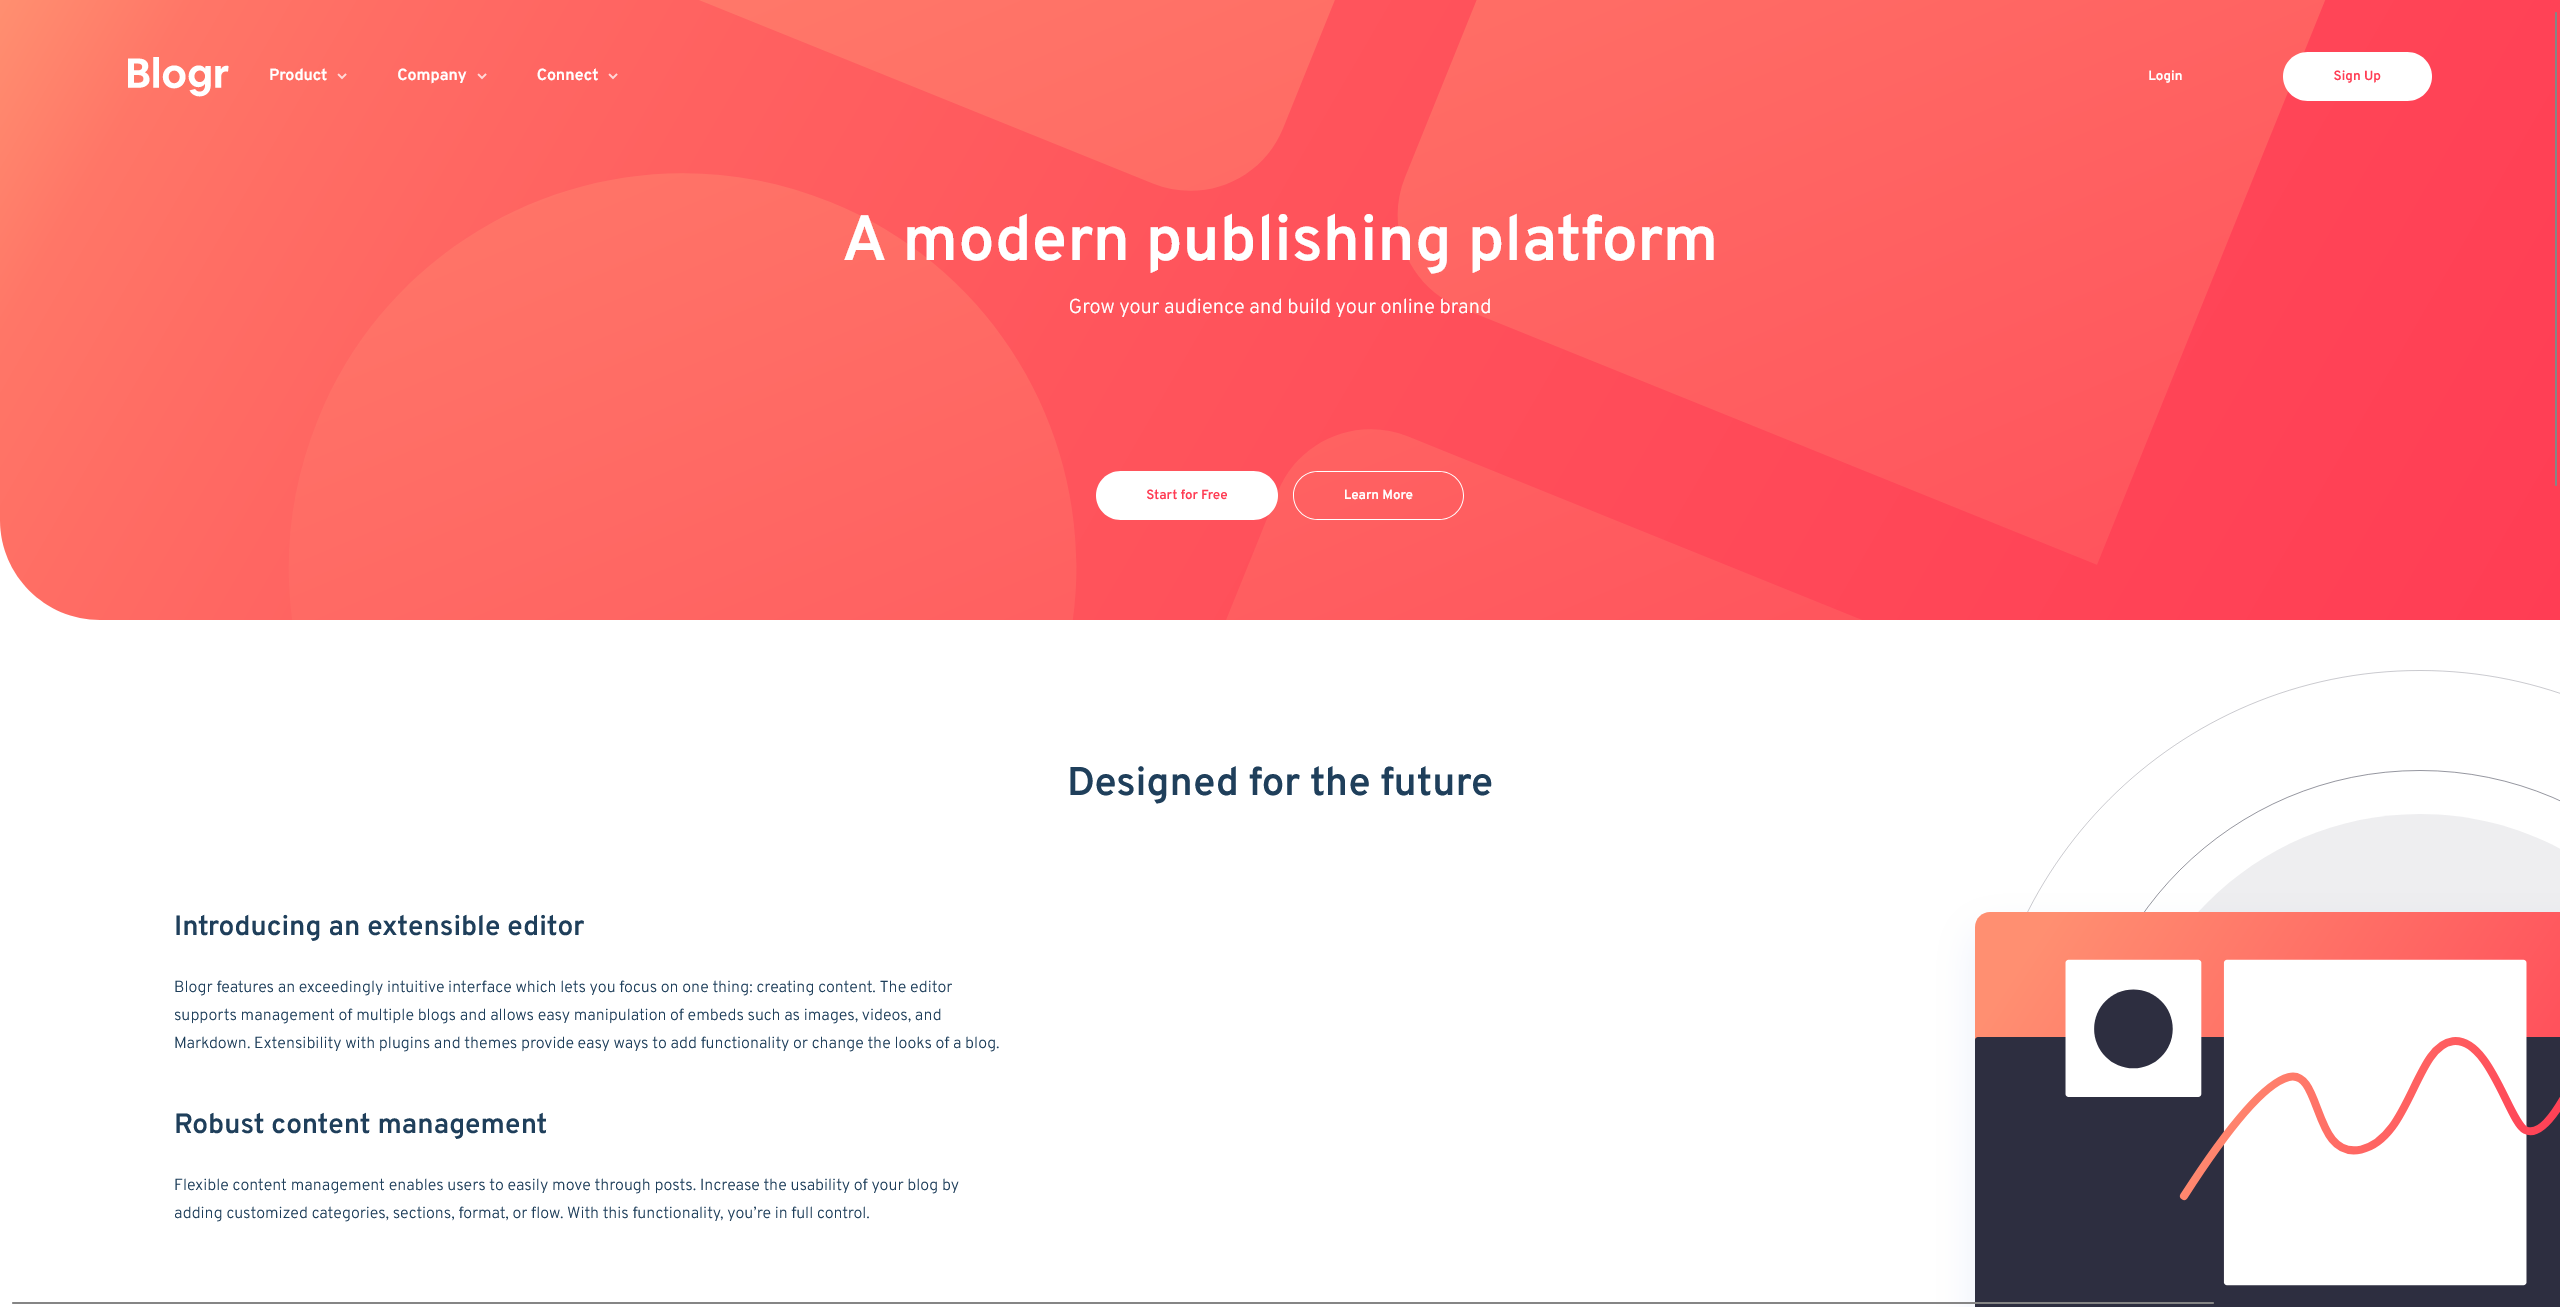 Blogr
Product
Company
Connect
Login
Sign Up
A modern publishing platform
Grow your audience and build your online brand
Start for Free
Learn More
Designed for the future
Introducing an extensible editor
Blogr features an exceedingly intuitive interface which lets you focus on one thing: creating content. The editor
supports management of multiple blogs and allows easy manipulation of embeds such as images, videos, and
Markdown. Extensibility with plugins and themes provide easy ways to add functionality or change the looks of a blog.
Robust content management
Flexible content management enables users to easily move through posts. Increase the usability of your blog by
adding customized categories, sections, format, or flow. With this functionality, you’re in full control.